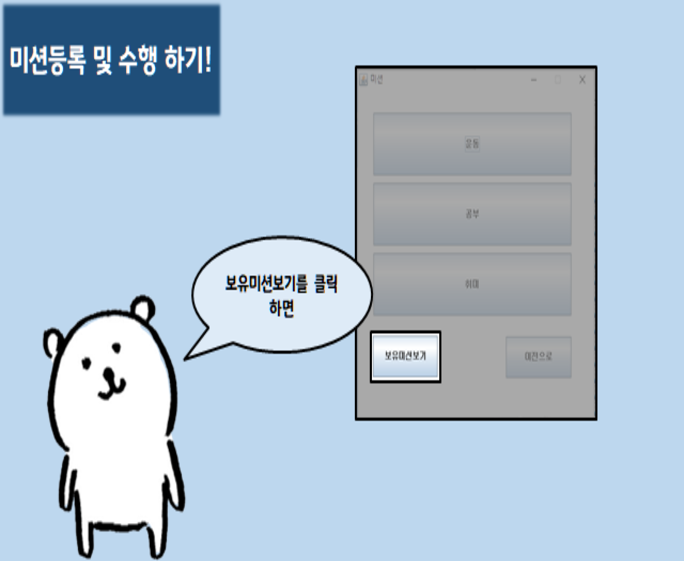 미션등록 및 수행 하기!
미션
운동
공부
취미
보유미션보기를 클릭
하면
보유미션보기
이전으로